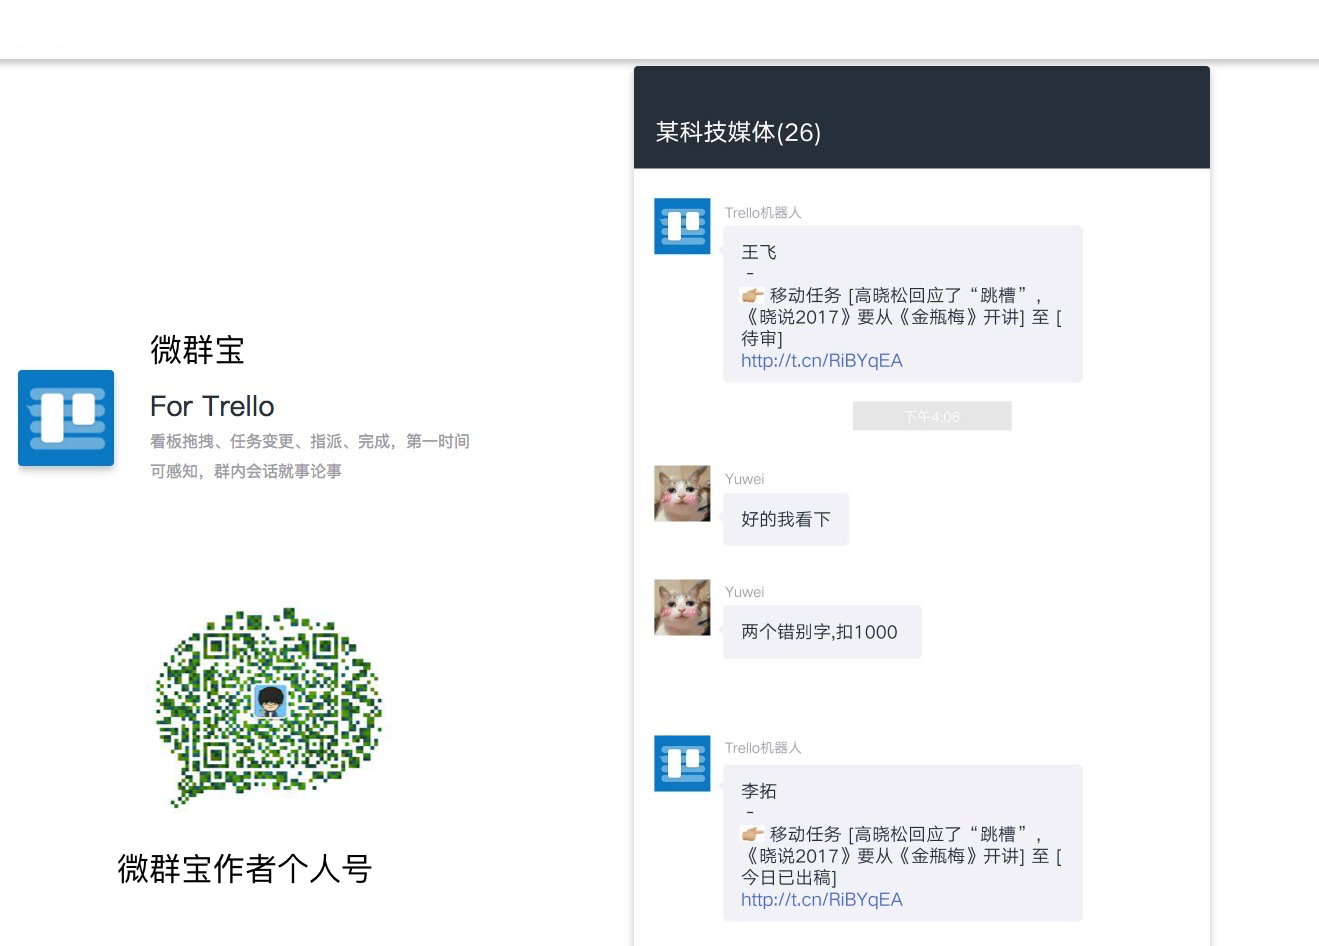 微群宝
For Trello
看板拖拽、任务变更、指派、完成，第一时间
可感知，群内会话就事论事
微群宝作者个人号
某科技媒体(26)
Trello机器人
王飞
-
👉 移动任务 [高晓松回应了“跳槽”，
《晓说2017》要从《金瓶梅》开讲] 至 [
待审]
http://t.cn/RiBYqEA
下午4:06
Yuwei
好的我看下
Yuwei
两个错别字,扣1000
Trello机器人
李拓
-
👉 移动任务 [高晓松回应了“跳槽”，
《晓说2017》要从《金瓶梅》开讲] 至 [
今日已出稿]
http://t.cn/RiBYqEA